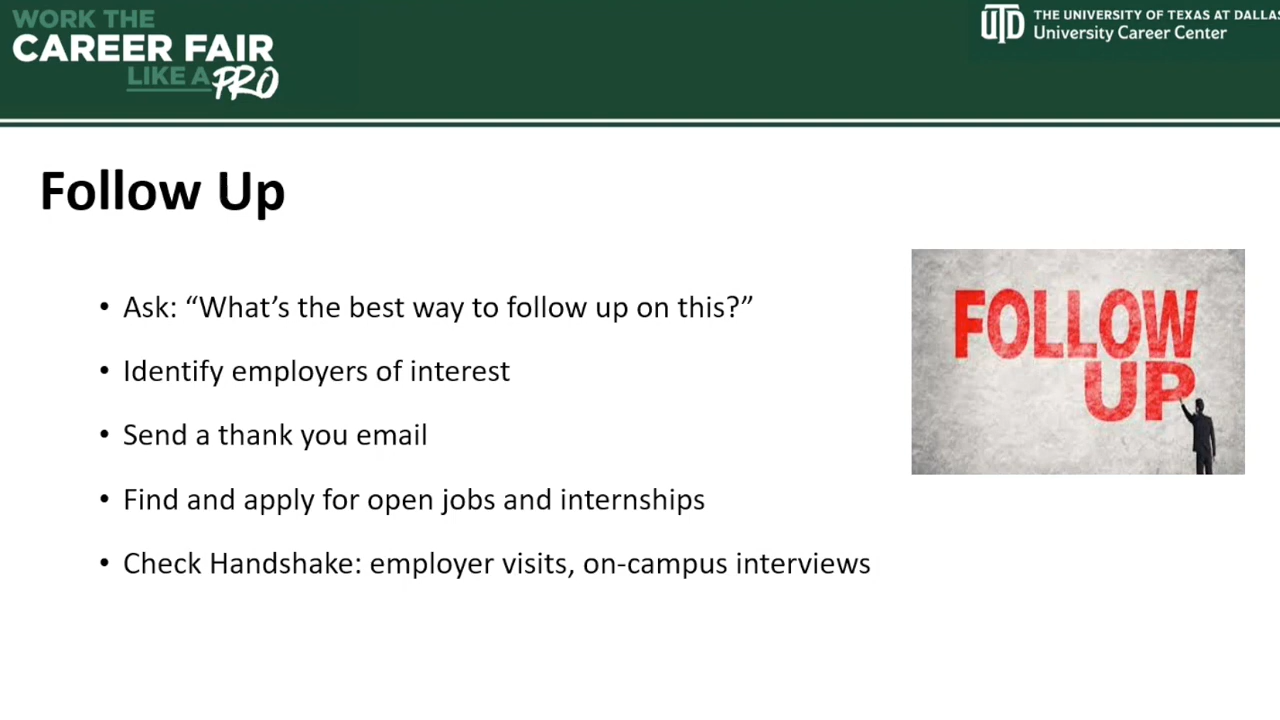 WORK THE
CAREER FAIR
LIKE A PRO
UTD
THE UNIVERSITY OF TEXAS AT DALLAS
University Career Center
Follow Up
• Ask: “What’s the best way to follow up on this?”
• Identify employers of interest
• Send a thank you email
• Find and apply for open jobs and internships
• Check Handshake: employer visits, on-campus interviews
FOLLOW
UP